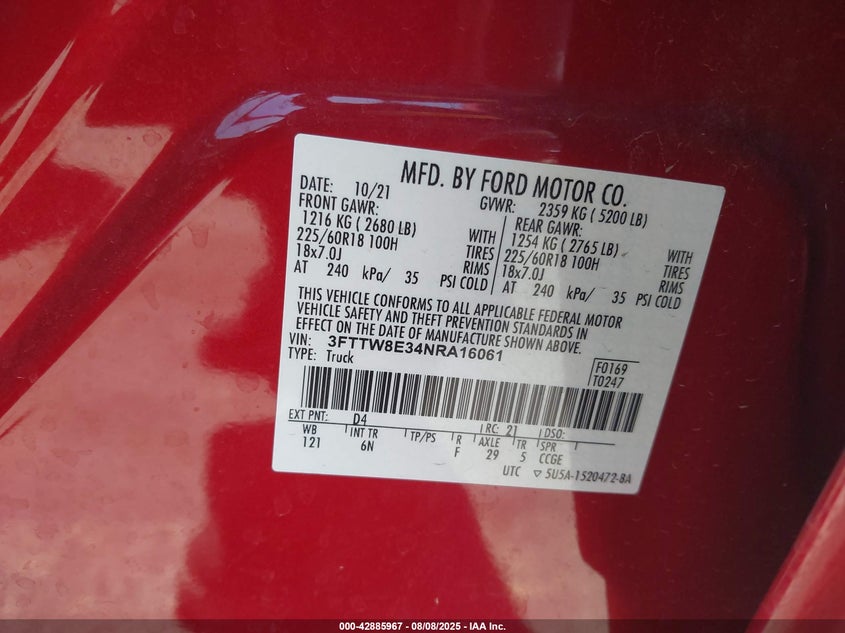 MFD. BY FORD MOTOR CO.
DATE: 10/21 GVWR: 2359 KG ( 5200 LB)
FRONT GAWR: REAR GAWR:
1216 KG ( 2680 LB) WITH 1254 KG ( 2765 LB) WITH
225/60R18 100H TIRES 225/60R18 100H TIRES
18x7.0J RIMS 18x7.0J RIMS
AT 240 kPa/ 35 PSI COLD AT 240 kPa/ 35 PSI COLD
THIS VEHICLE CONFORMS TO ALL APPLICABLE FEDERAL MOTOR
VEHICLE SAFETY AND THEFT PREVENTION STANDARDS IN
EFFECT ON THE DATE OF MANUFACTURE SHOWN ABOVE.
VIN: 3FTTW8E34NRA16061
TYPE: Truck
F0169
T0247
EXT PNT: D4 RC: 21 DSO:
WB INT TR TP/PS R AXLE TR SPR
121 6N F 29 5 CCGE
UTC ▽ 5U5A-1520472-BA
000-42885967 - 08/08/2025 - IAA Inc.